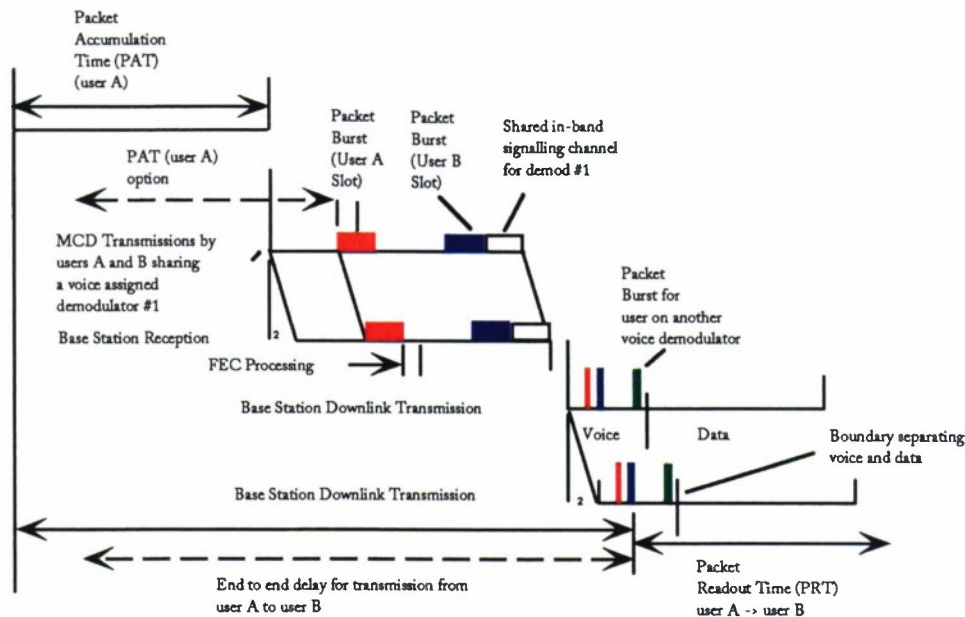 Packet
Accumulation
Time (PAT)
(user A)
Packet
Burst
(User A
Slot)
Packet
Burst
(User B
Slot)
Shared in-band
signalling channel
for demod #1
PAT (user A)
option
MCD Transmissions by
users A and B sharing
a voice assigned
demodulator #1
Base Station Reception
2
FEC Processing
Packet
Burst for
user on another
voice demodulator
Base Station Downlink Transmission
Voice
Data
Boundary separating
voice and data
Base Station Downlink Transmission
2
End to end delay for transmission from
user A to user B
Packet
Readout Time (PRT)
user A -> user B